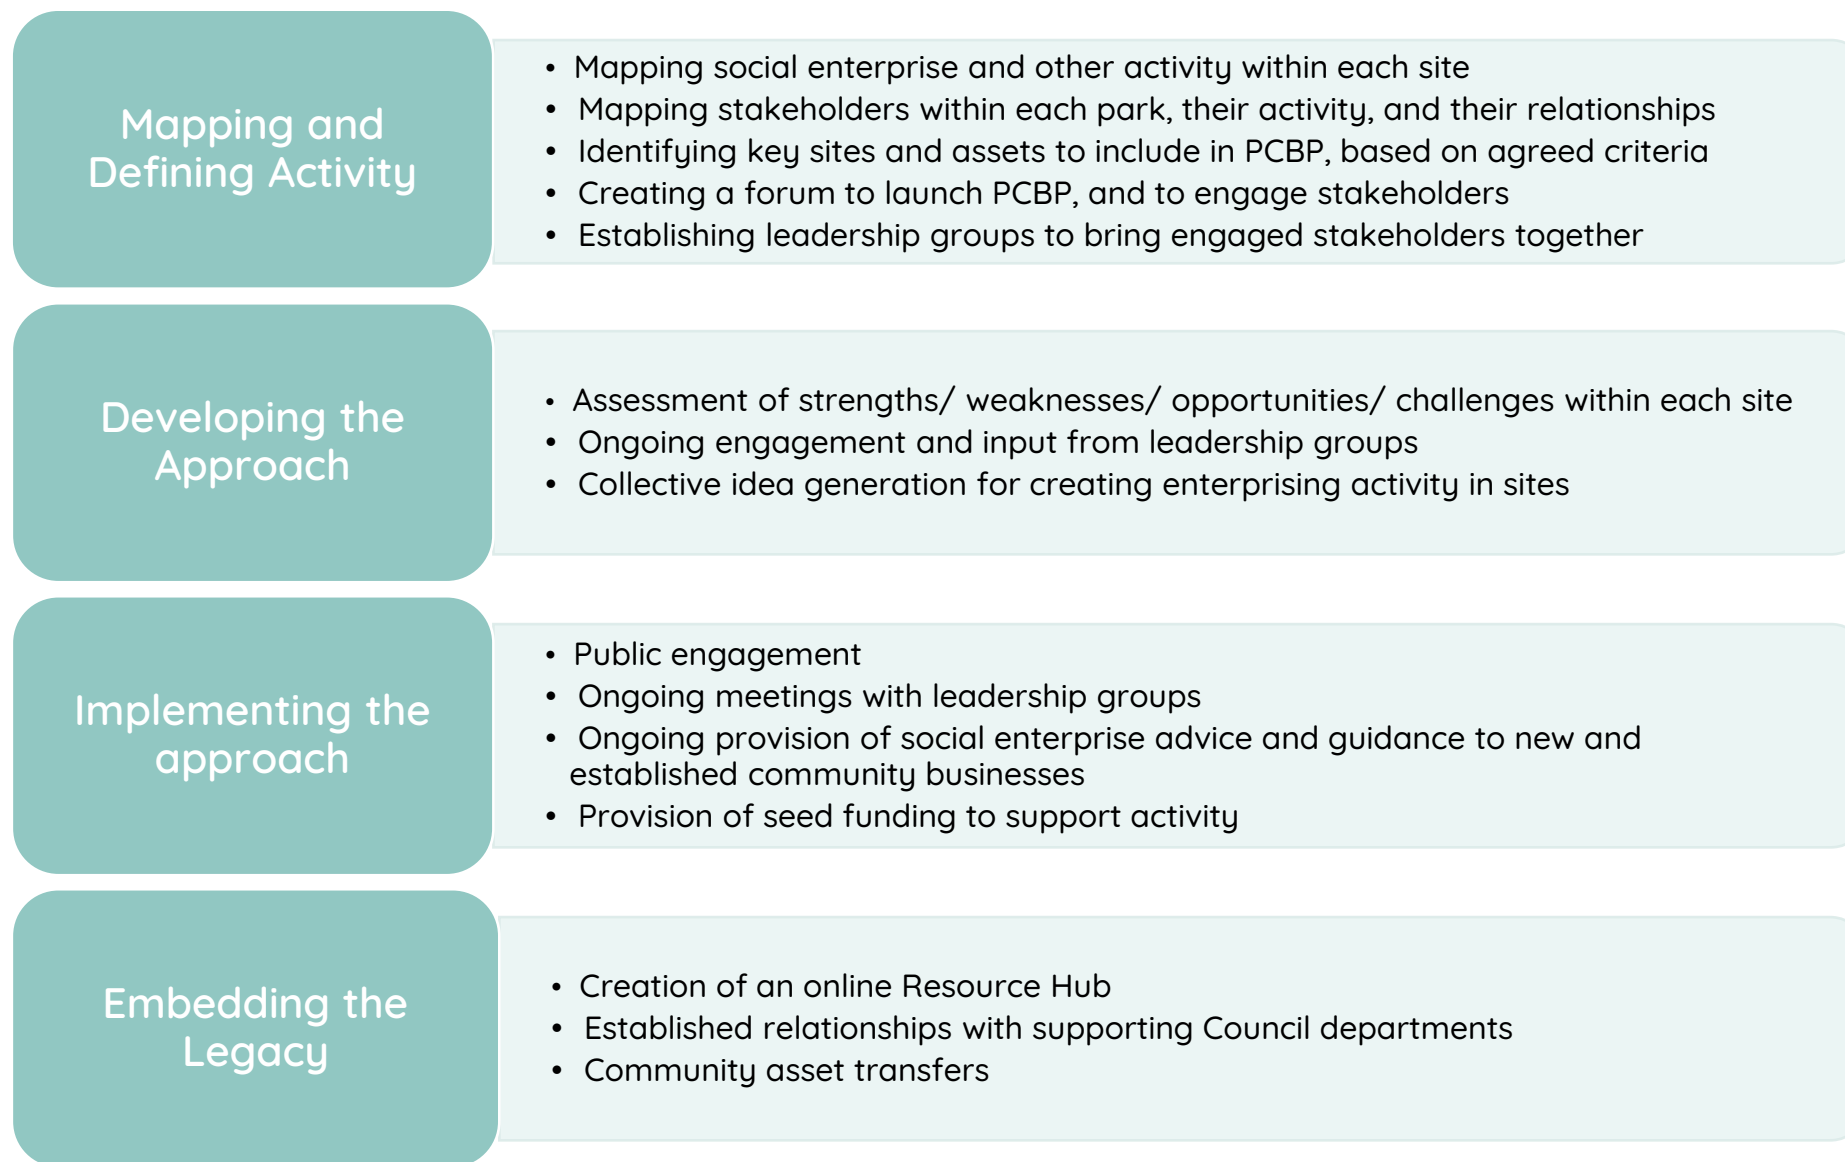 Mapping and
Defining Activity
• Mapping social enterprise and other activity within each site
• Mapping stakeholders within each park, their activity, and their relationships
• Identifying key sites and assets to include in PCBP, based on agreed criteria
• Creating a forum to launch PCBP, and to engage stakeholders
• Establishing leadership groups to bring engaged stakeholders together
Developing the
Approach
• Assessment of strengths/ weaknesses/ opportunities/ challenges within each site
• Ongoing engagement and input from leadership groups
• Collective idea generation for creating enterprising activity in sites
Implementing the
approach
• Public engagement
• Ongoing meetings with leadership groups
• Ongoing provision of social enterprise advice and guidance to new and
established community businesses
• Provision of seed funding to support activity
Embedding the
Legacy
• Creation of an online Resource Hub
• Established relationships with supporting Council departments
• Community asset transfers